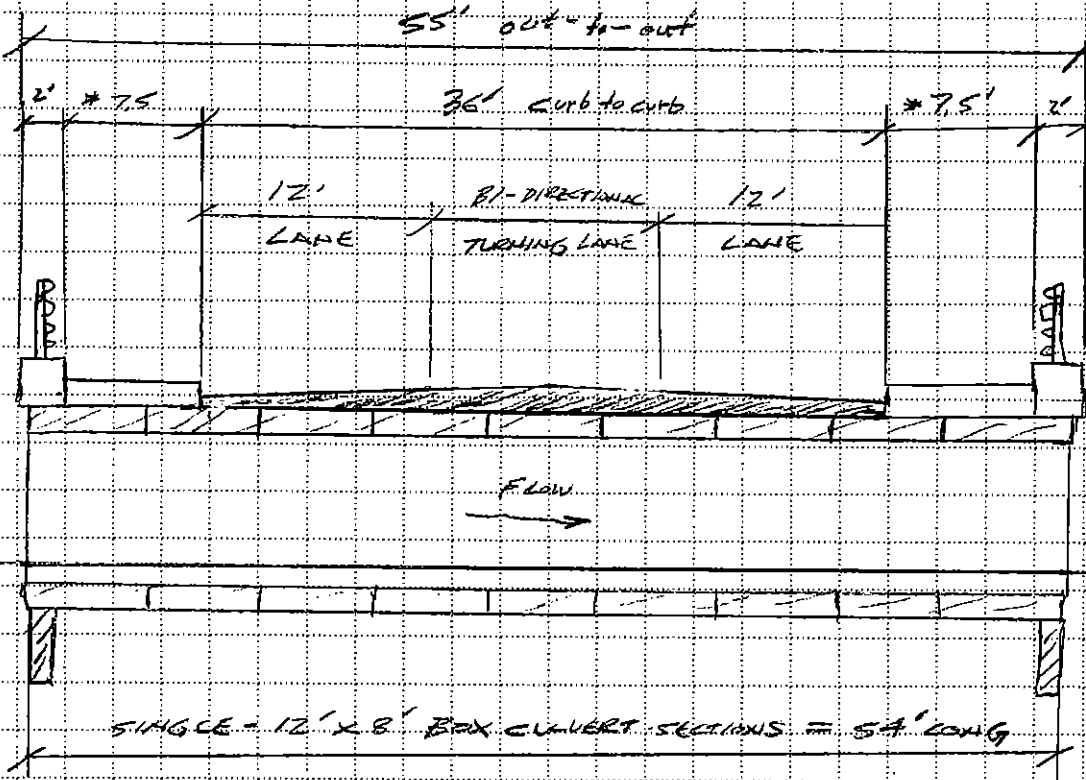 55' out-to-out
2' * 7.5 36' curb to curb * 7.5' 2'
12' BI-DIRECTIONAL 12'
LANE TURNING LANE LANE
FLOW
SINGLE - 12' X 8' BOX CULVERT SECTIONS = 54' LONG